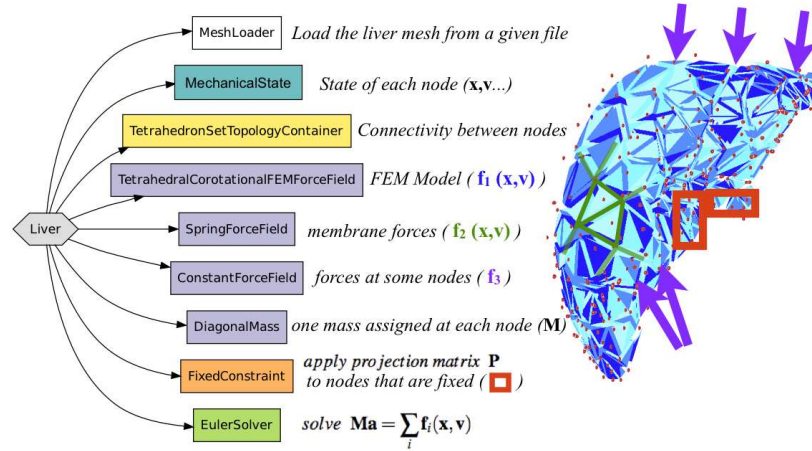 MeshLoader Load the liver mesh from a given file
MechanicalState State of each node (x,v...)
TetrahedronSetTopologyContainer Connectivity between nodes
TetrahedralCorotationalFEMForceField FEM Model ( f₁ (x,v) )
Liver SpringForceField membrane forces ( f₂ (x,v) )
ConstantForceField forces at some nodes ( f₃ )
DiagonalMass one mass assigned at each node (M)
FixedConstraint apply projection matrix P
to nodes that are fixed ( )
EulerSolver solve Ma = ∑ᵢ fᵢ(x,v)